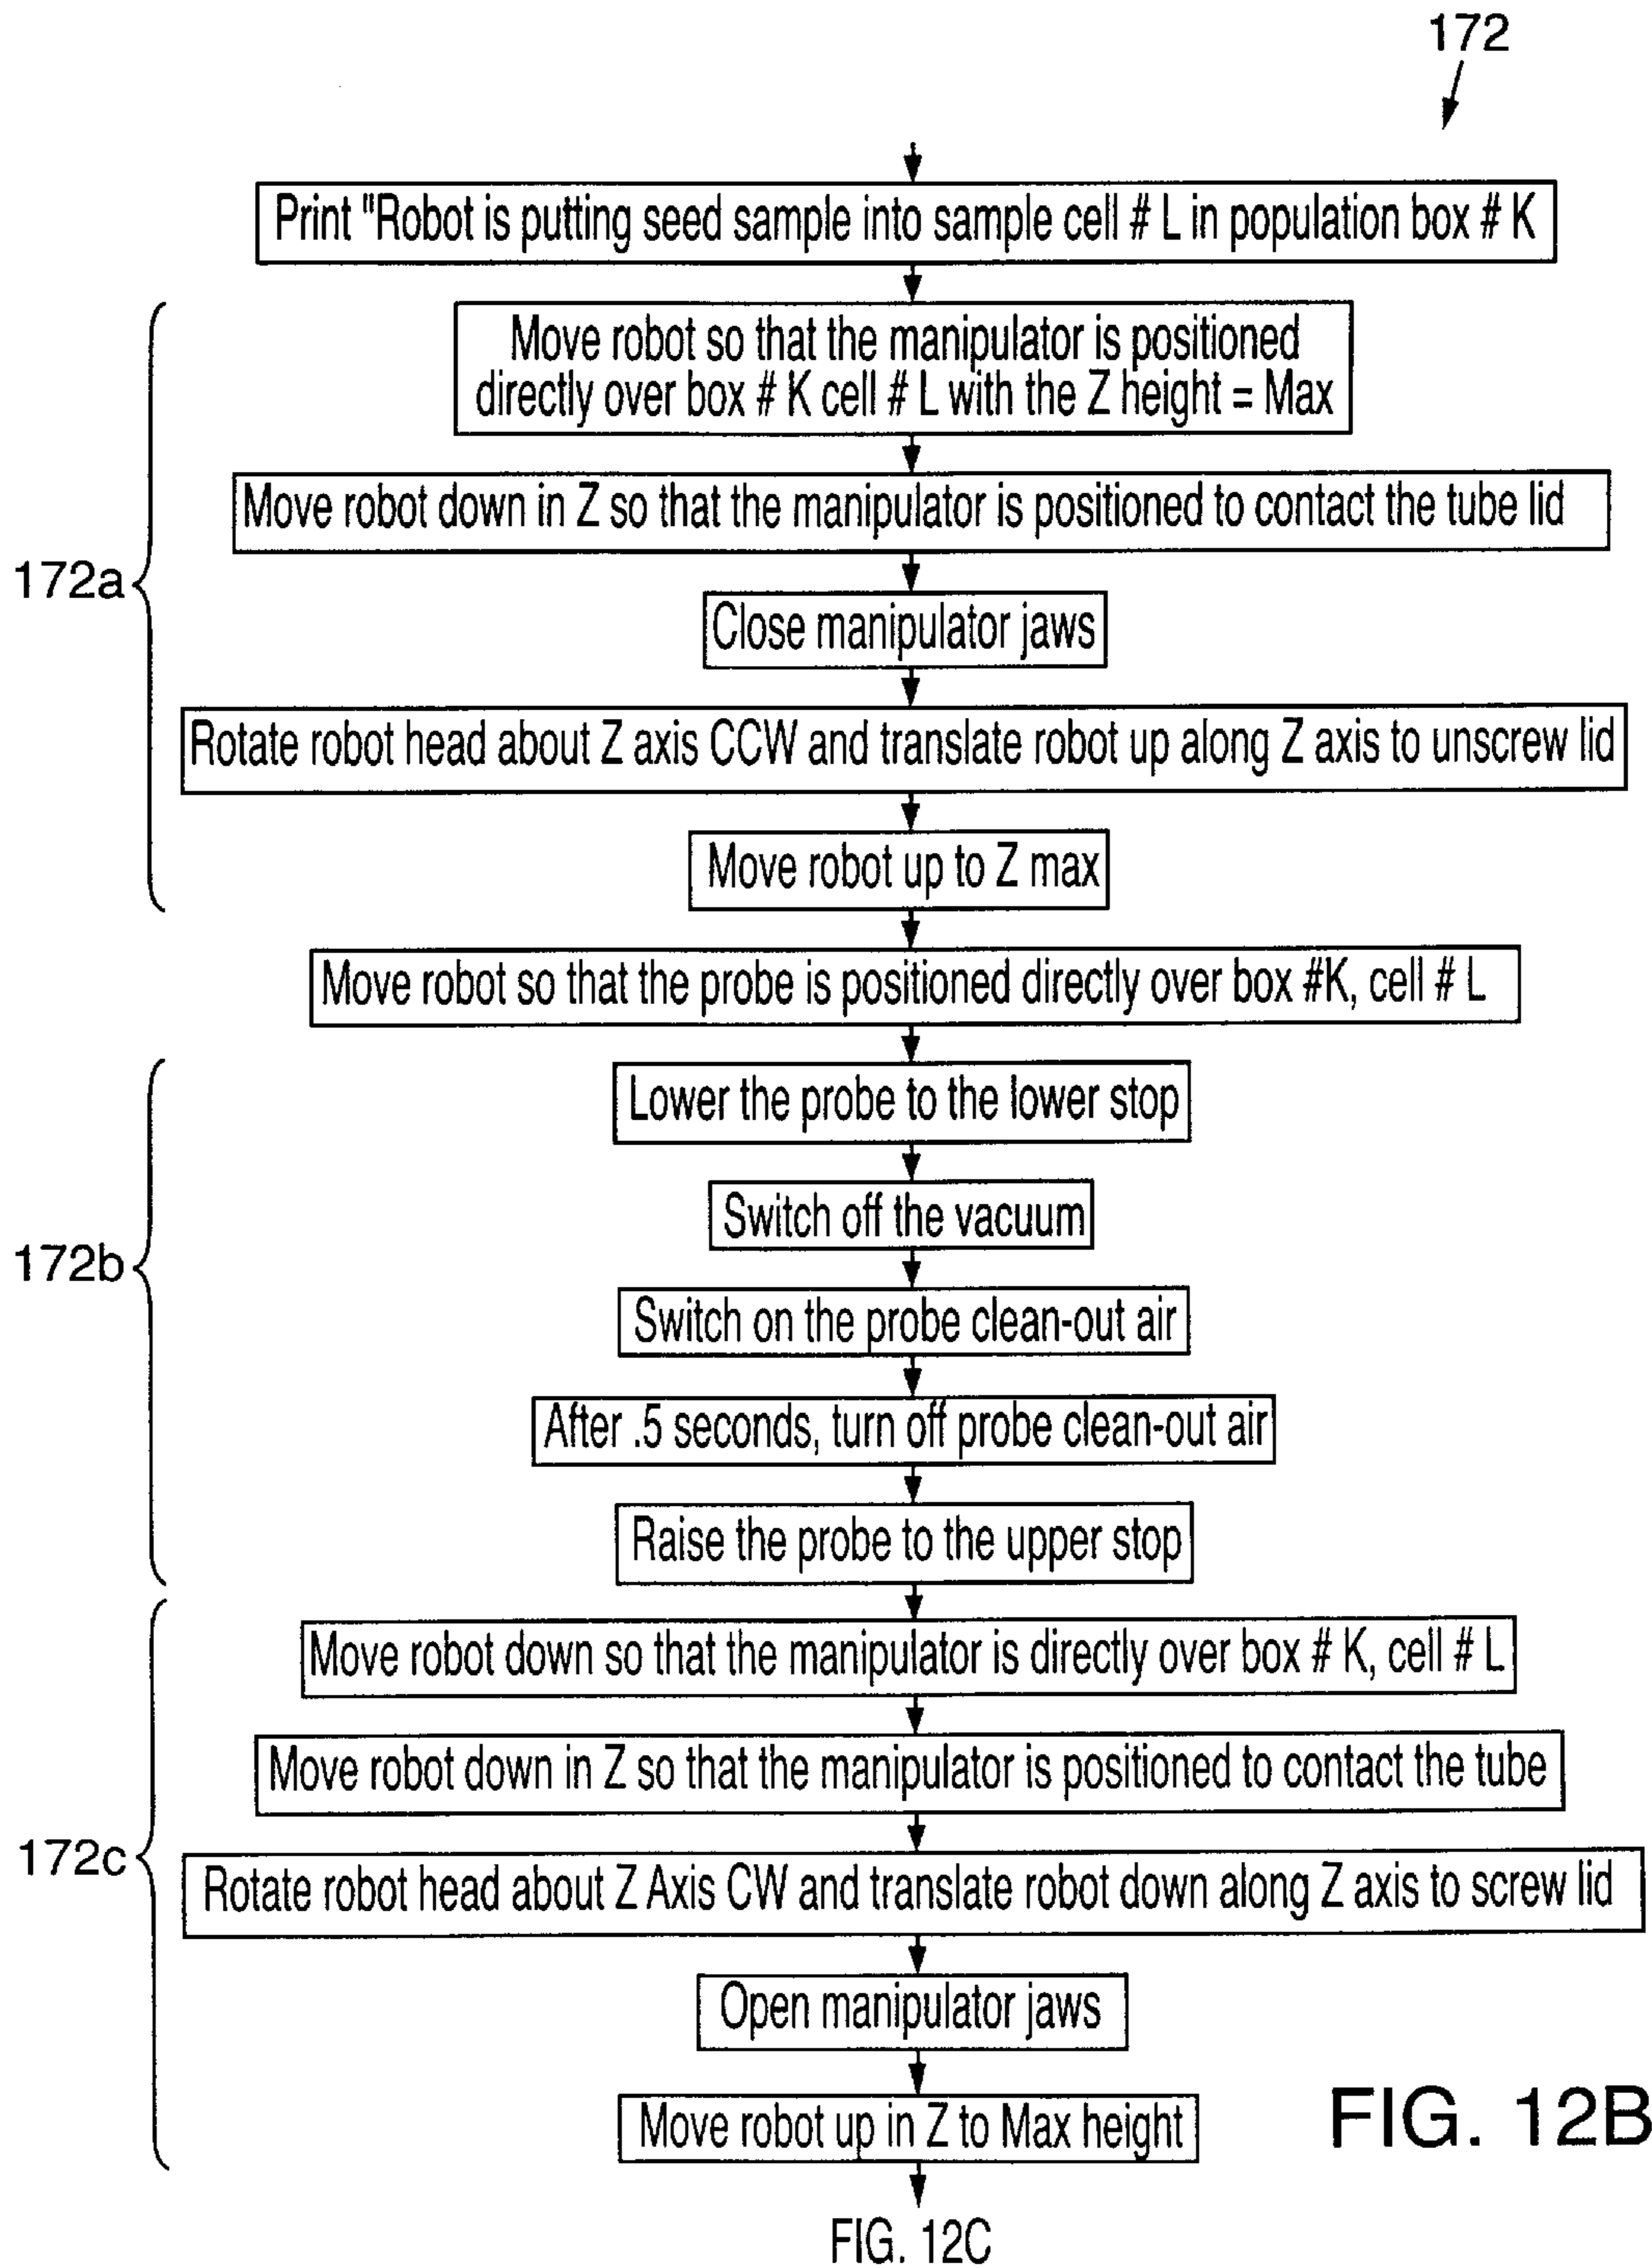 172
Print "Robot is putting seed sample into sample cell # L in population box # K
Move robot so that the manipulator is positioned
directly over box # K cell # L with the Z height = Max
Move robot down in Z so that the manipulator is positioned to contact the tube lid
172a
Close manipulator jaws
Rotate robot head about Z axis CCW and translate robot up along Z axis to unscrew lid
Move robot up to Z max
Move robot so that the probe is positioned directly over box #K, cell # L
Lower the probe to the lower stop
Switch off the vacuum
172b
Switch on the probe clean-out air
After .5 seconds, turn off probe clean-out air
Raise the probe to the upper stop
Move robot down so that the manipulator is directly over box # K, cell # L
Move robot down in Z so that the manipulator is positioned to contact the tube
172c
Rotate robot head about Z Axis CW and translate robot down along Z axis to screw lid
Open manipulator jaws
Move robot up in Z to Max height
FIG. 12B
FIG. 12C